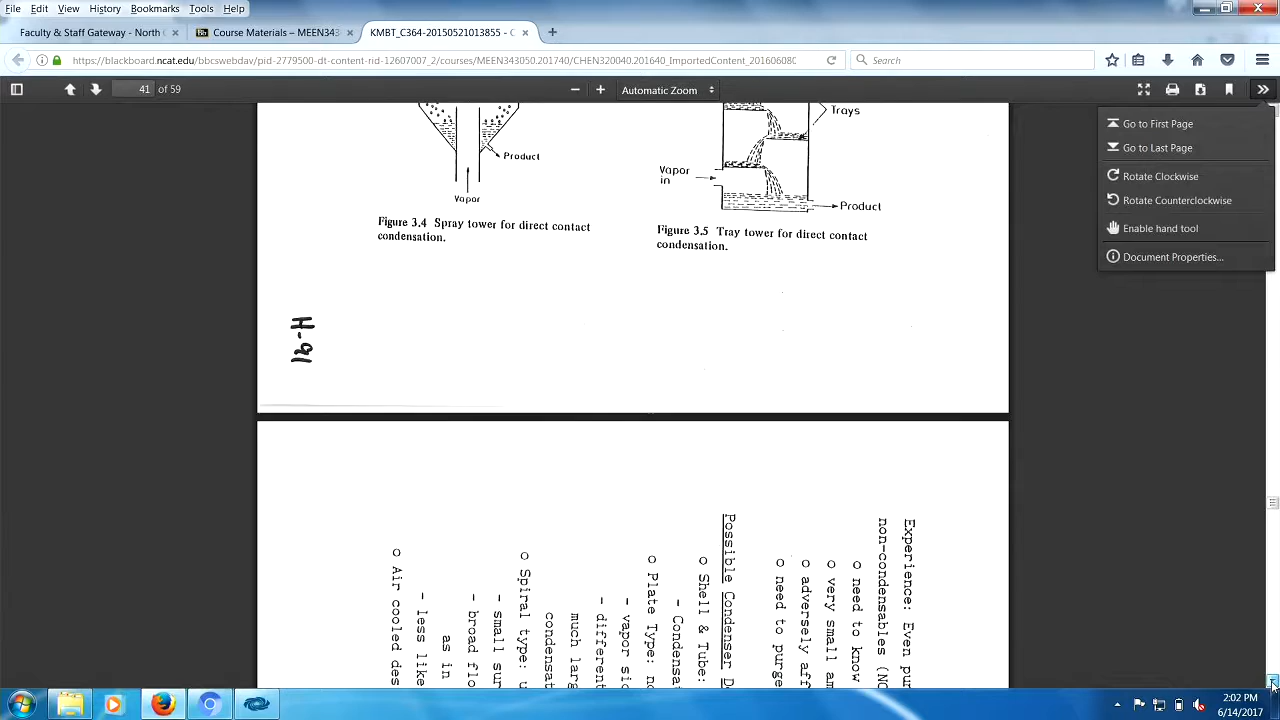 File Edit View History Bookmarks Tools Help
Faculty & Staff Gateway - North C
Course Materials – MEEN343
KMBT_C364-20150521013855 - C
https://blackboard.ncat.edu/bbcswebdav/pid-2779500-dt-content-rid-12607007_2/courses/MEEN343050.201740/CHEN320040.201640_ImportedContent_201606080
Search
41 of 59
Automatic Zoom
Go to First Page
Go to Last Page
Rotate Clockwise
Rotate Counterclockwise
Enable hand tool
Document Properties...
Product
Vapor
Figure 3.4 Spray tower for direct contact
condensation.
Trays
Vapor
in
Product
Figure 3.5 Tray tower for direct contact
condensation.
H-91
Experience: Even pur
non-condensables (NC
o need to know
o very small am
o adversely aff
o need to purge
Possible Condenser De
o Shell & Tube:
- Condensat
o Plate Type: no
- vapor sid
- different
much larg
condensat
o Spiral type: u
- small sur
- broad flo
as in
- less like
o Air cooled des
2:02 PM
6/14/2017